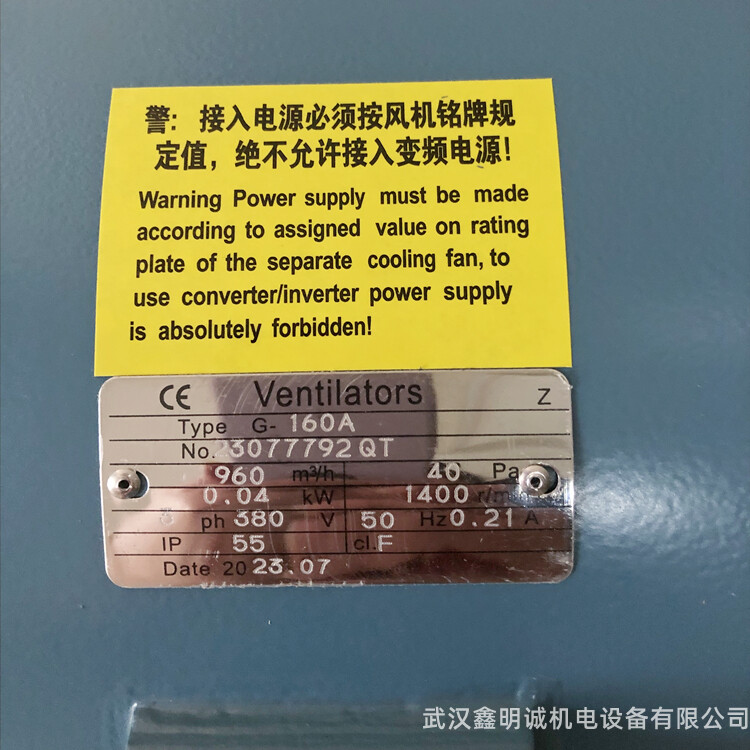 警: 接入电源必须按风机铭牌规
定值，绝不允许接入变频电源!
Warning Power supply must be made
according to assigned value on rating
plate of the separate cooling fan, to
use converter/inverter power supply
is absolutely forbidden!
CE Ventilators Z
Type G- 160A
No. 23077792QT
960 m³/h 40 Pa
0.04 kW 1400 r/min
3 ph 380 V 50 Hz 0.21 A
IP 55 cl. F
Date 2023.07
武汉鑫明诚机电设备有限公司